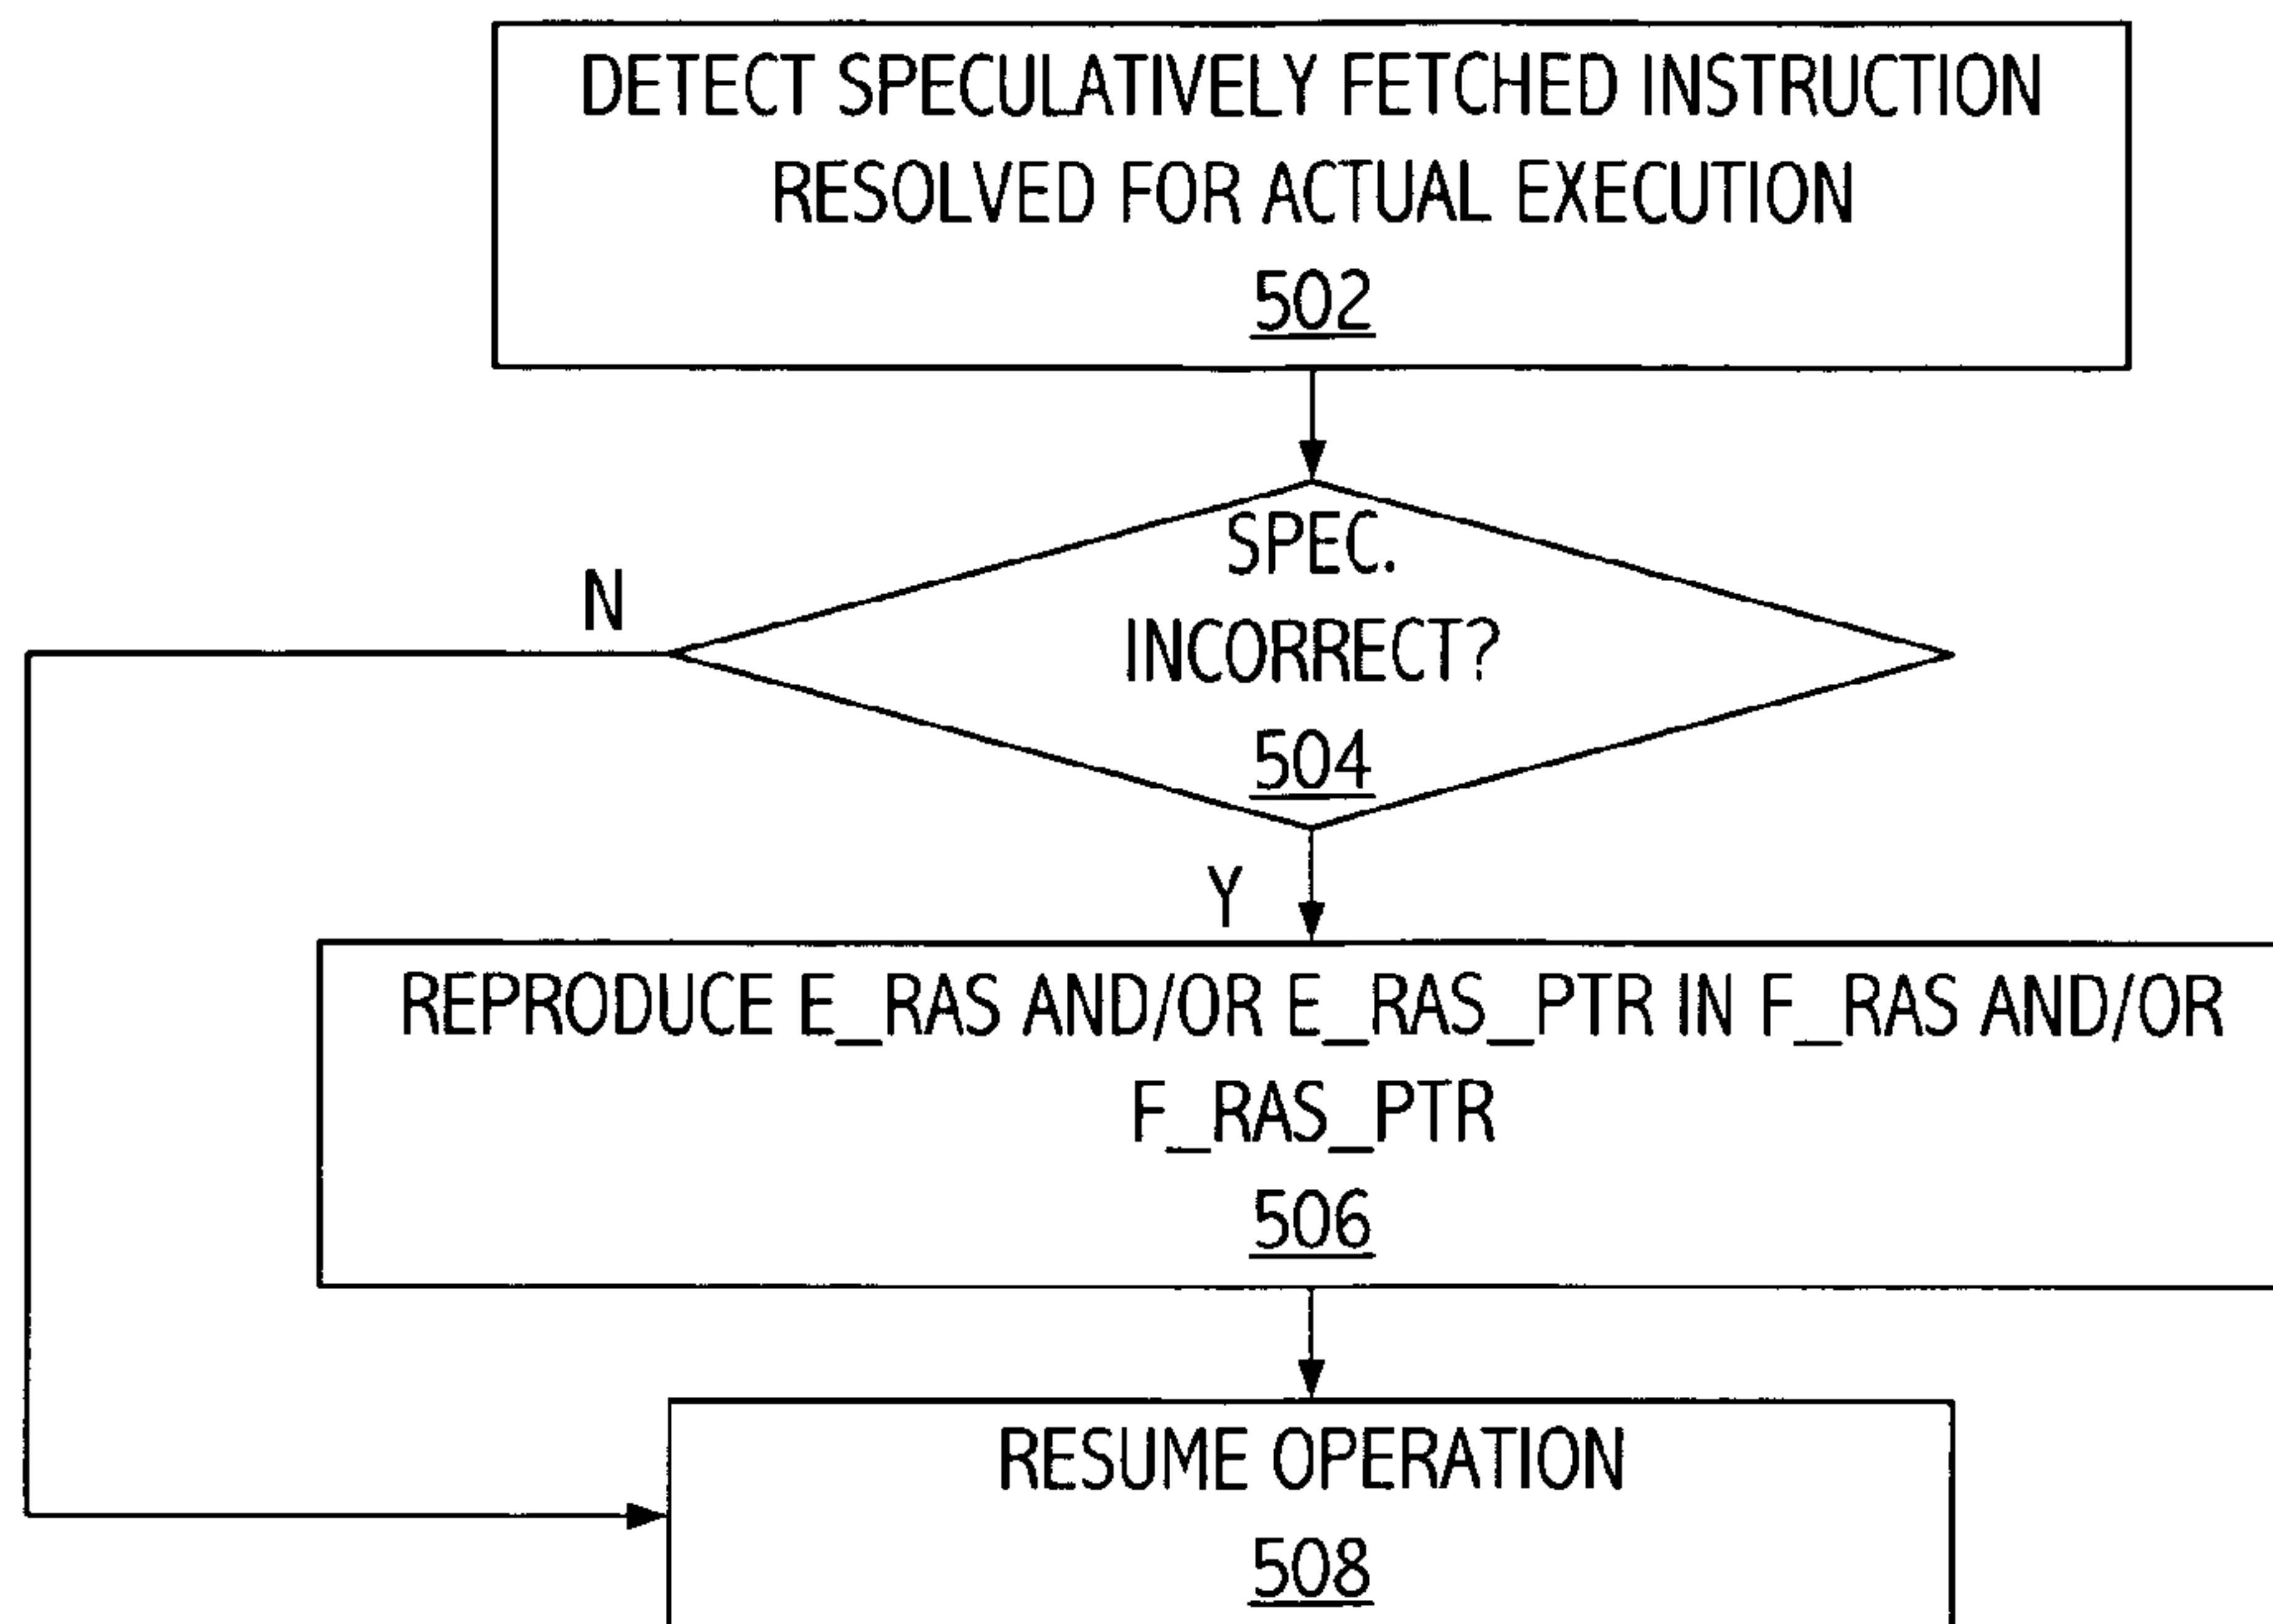 DETECT SPECULATIVELY FETCHED INSTRUCTION
RESOLVED FOR ACTUAL EXECUTION
502
SPEC.
INCORRECT?
504
N
Y
REPRODUCE E_RAS AND/OR E_RAS_PTR IN F_RAS AND/OR
F_RAS_PTR
506
RESUME OPERATION
508